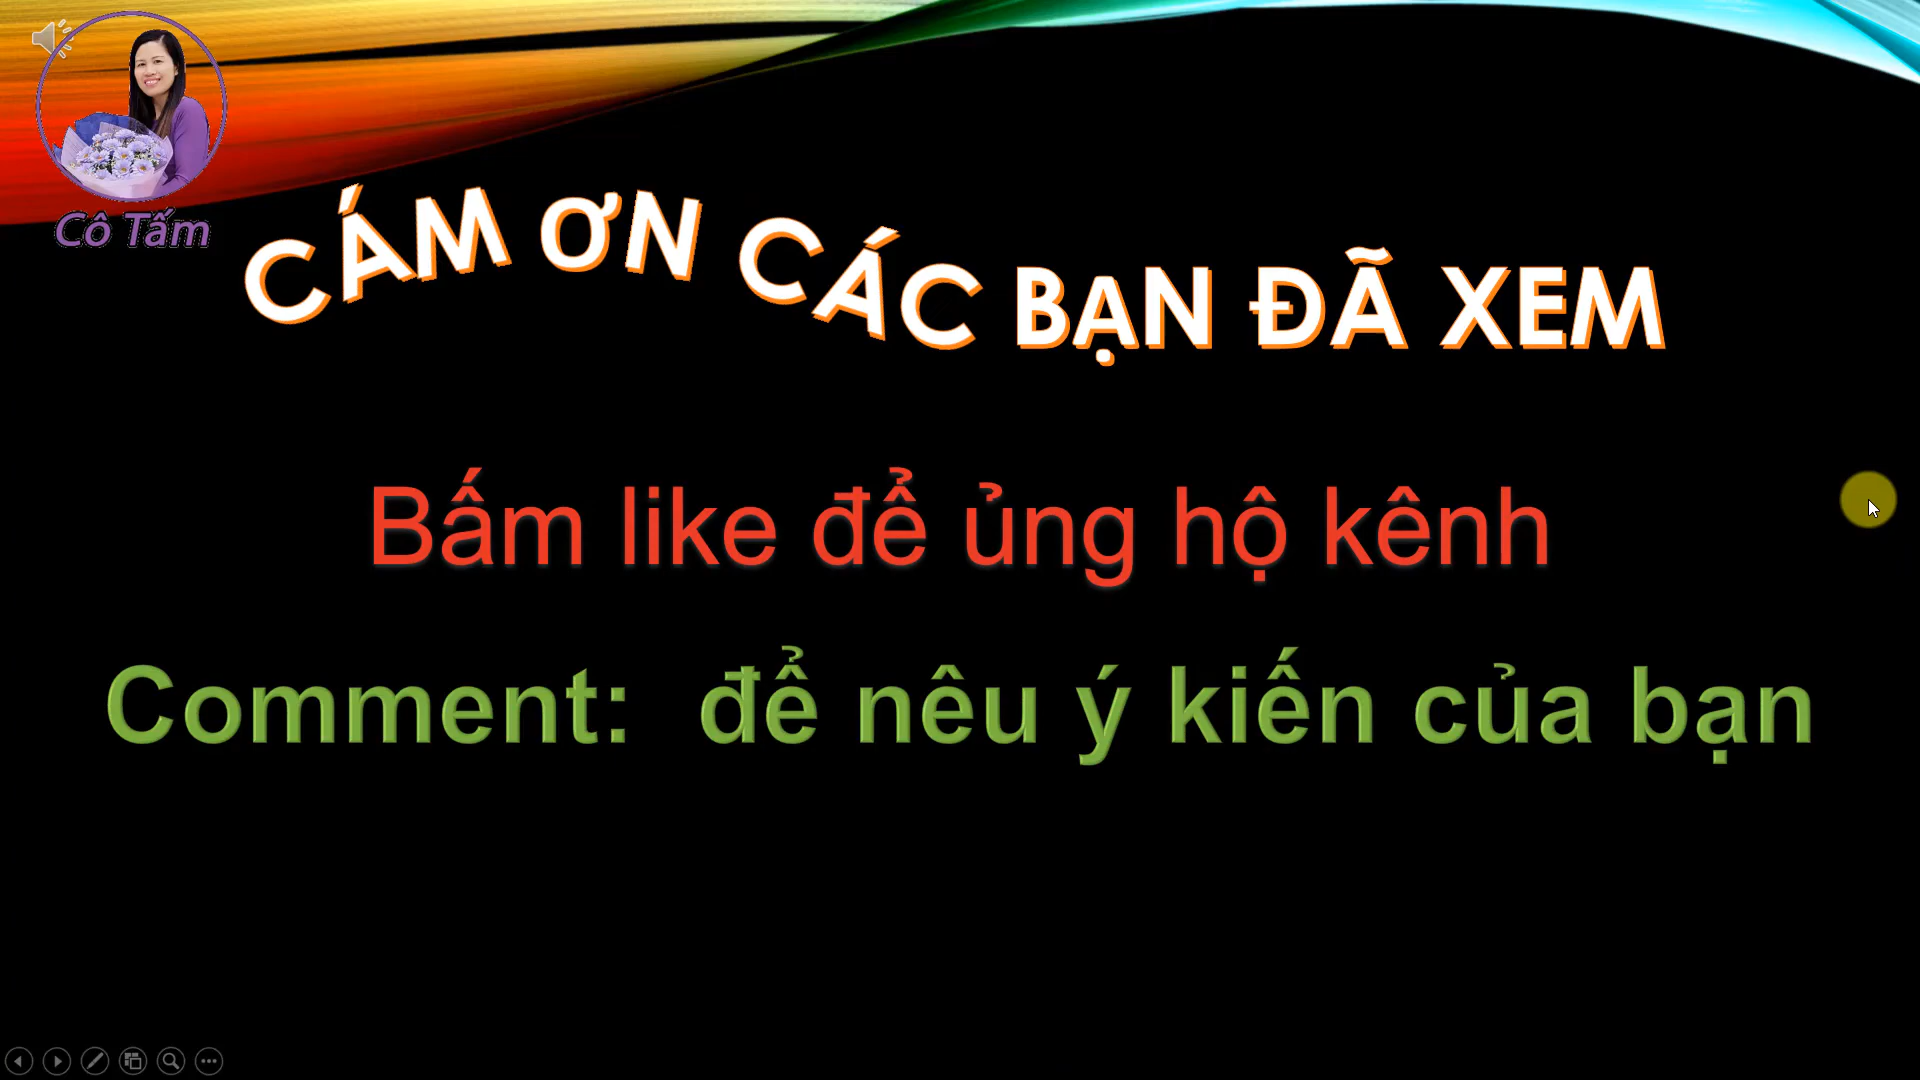 Cô Tấm
CÁM ƠN CÁC BẠN ĐÃ XEM
Bấm like để ủng hộ kênh
Comment: để nêu ý kiến của bạn